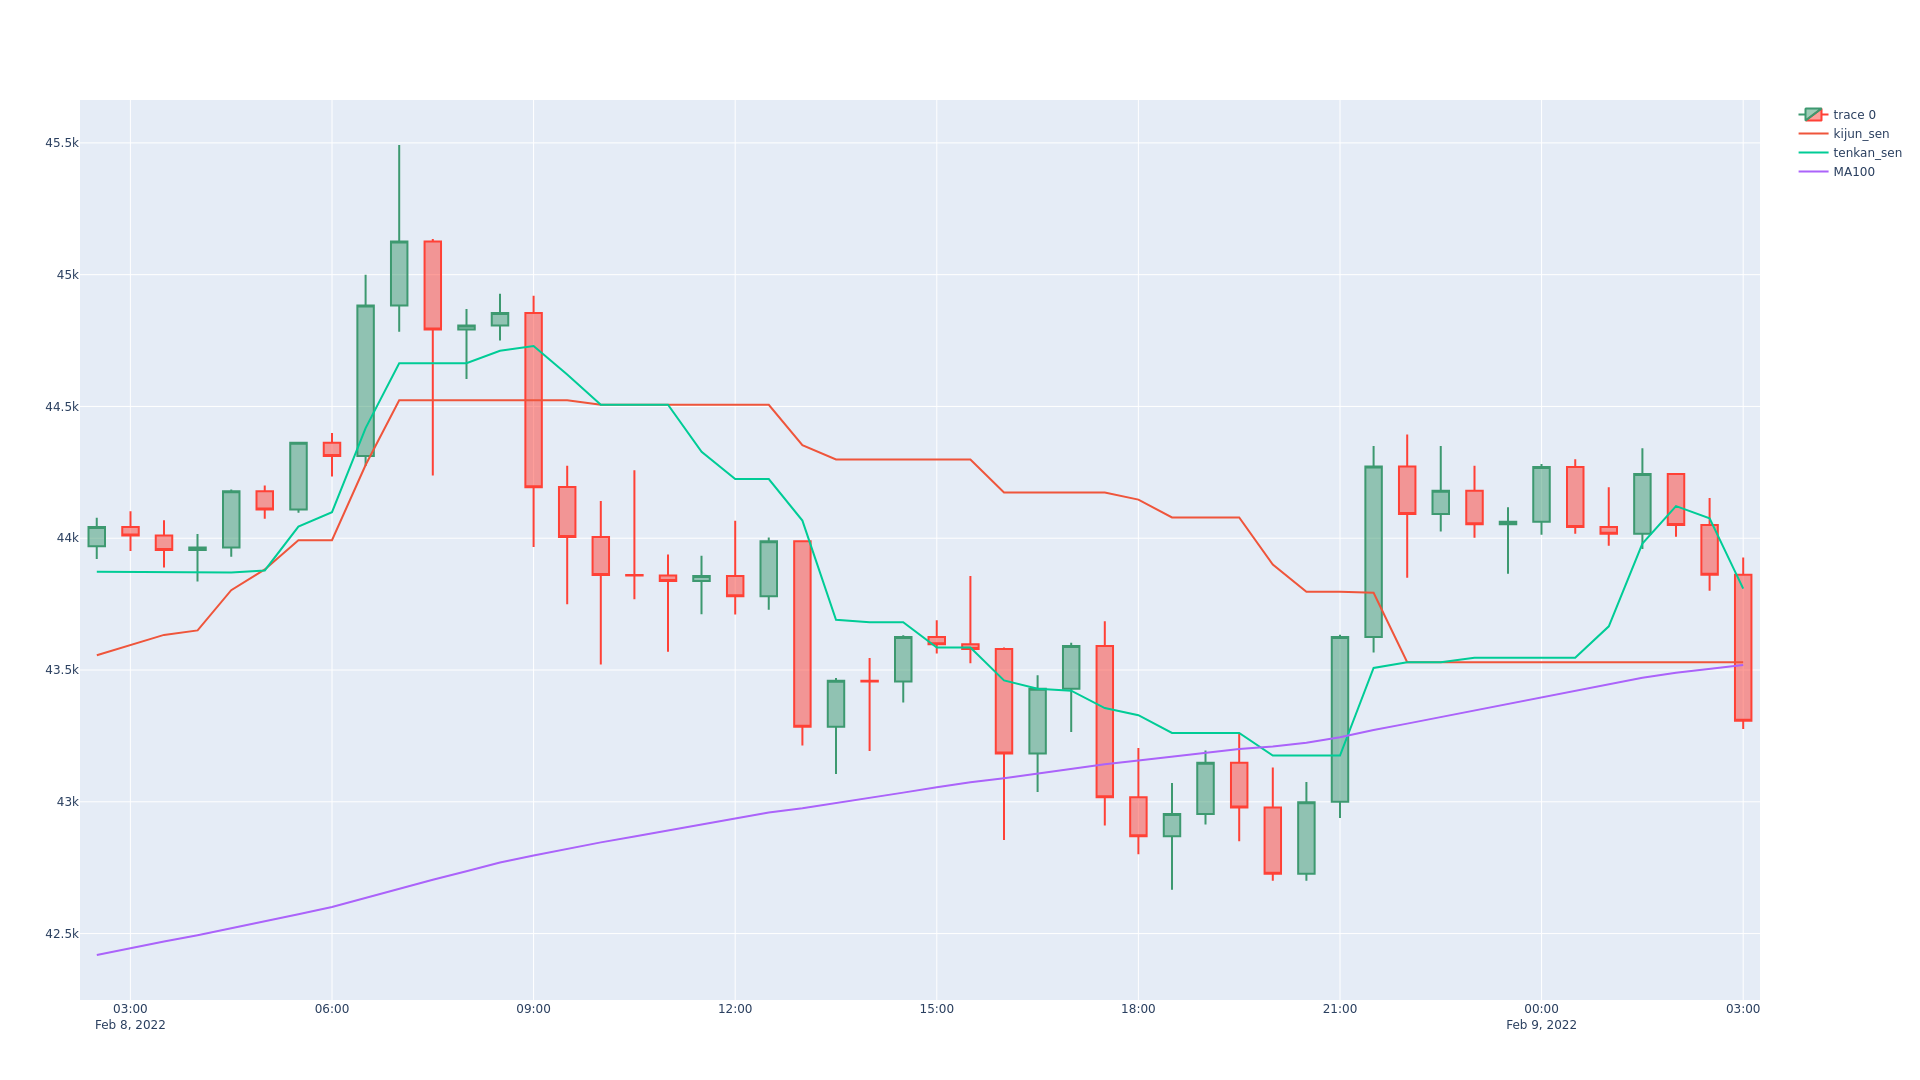 45.5k
45k
44.5k
44k
43.5k
43k
42.5k
03:00 06:00 09:00 12:00 15:00 18:00 21:00 00:00 03:00
Feb 8, 2022 Feb 9, 2022
trace 0
kijun_sen
tenkan_sen
MA100